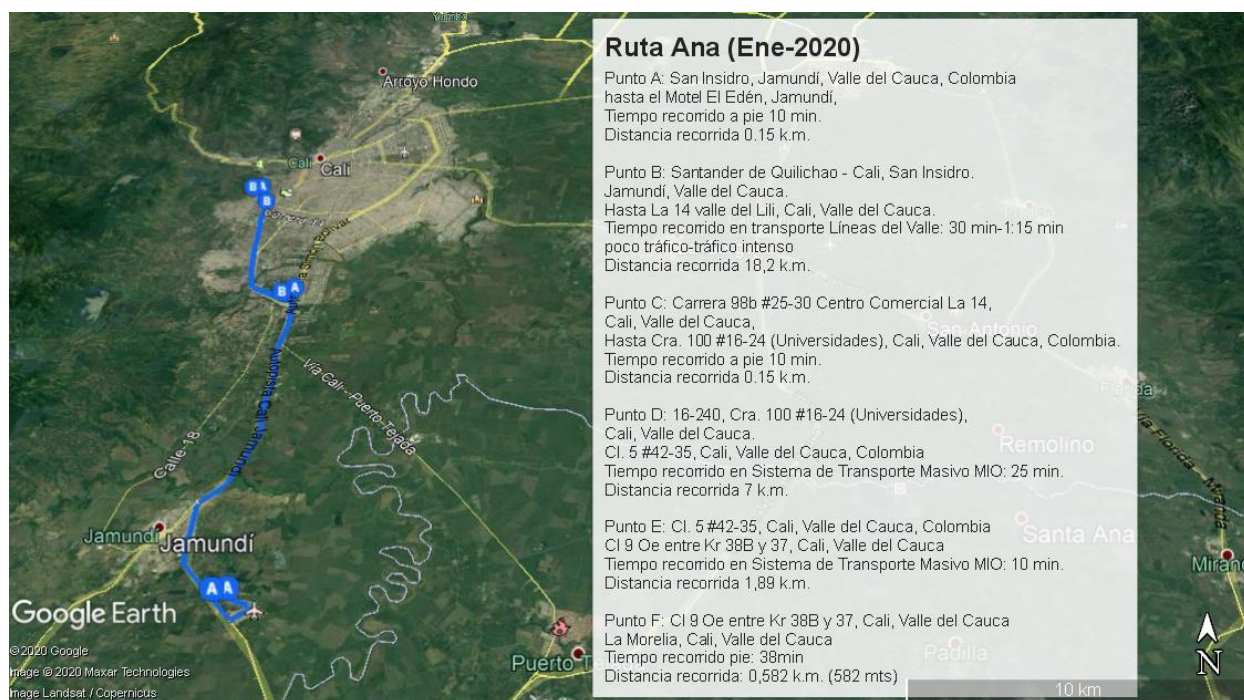 Yumbo
Arroyo Hondo
Cali
Cali
B A
B
B A
Autopista Cali Jamundí
Vía Cali - Puerto Tejada
Calle 18
Jamundí
Jamundí
A A
Google Earth
© 2020 Google
Image © 2020 Maxar Technologies
Image Landsat / Copernicus
Puerto Tejada
Ruta Ana (Ene-2020)
Punto A: San Insidro, Jamundí, Valle del Cauca, Colombia
hasta el Motel El Edén, Jamundí,
Tiempo recorrido a pie 10 min.
Distancia recorrida 0.15 k.m.
Punto B: Santander de Quilichao - Cali, San Insidro.
Jamundí, Valle del Cauca.
Hasta La 14 valle del Lili, Cali, Valle del Cauca.
Tiempo recorrido en transporte Líneas del Valle: 30 min-1:15 min
poco tráfico-tráfico intenso
Distancia recorrida 18,2 k.m.
Punto C: Carrera 98b #25-30 Centro Comercial La 14,
Cali, Valle del Cauca,
Hasta Cra. 100 #16-24 (Universidades), Cali, Valle del Cauca, Colombia.
Tiempo recorrido a pie 10 min.
Distancia recorrida 0.15 k.m.
Punto D: 16-240, Cra. 100 #16-24 (Universidades),
Cali, Valle del Cauca.
Cl. 5 #42-35, Cali, Valle del Cauca, Colombia
Tiempo recorrido en Sistema de Transporte Masivo MIO: 25 min.
Distancia recorrida 7 k.m.
Punto E: Cl. 5 #42-35, Cali, Valle del Cauca, Colombia
Cl 9 Oe entre Kr 38B y 37, Cali, Valle del Cauca
Tiempo recorrido en Sistema de Transporte Masivo MIO: 10 min.
Distancia recorrida 1,89 k.m.
Punto F: Cl 9 Oe entre Kr 38B y 37, Cali, Valle del Cauca
La Morelia, Cali, Valle del Cauca
Tiempo recorrido pie: 38min
Distancia recorrida: 0,582 k.m. (582 mts)
San Antonio
Florida
Remolino
Vía Florida - Miranda
Santa Ana
Padilla
10 km
N